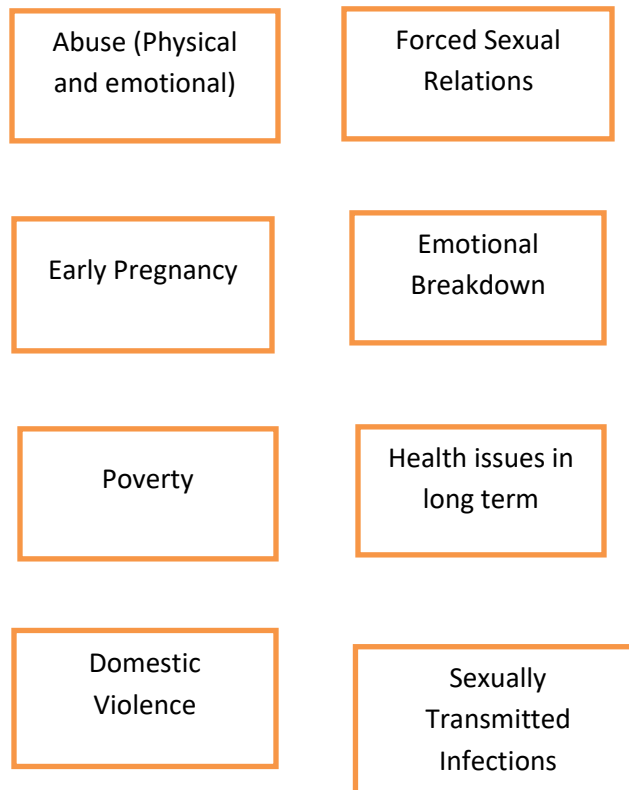 Abuse (Physical
and emotional)
Forced Sexual
Relations
Early Pregnancy
Emotional
Breakdown
Poverty
Health issues in
long term
Domestic
Violence
Sexually
Transmitted
Infections